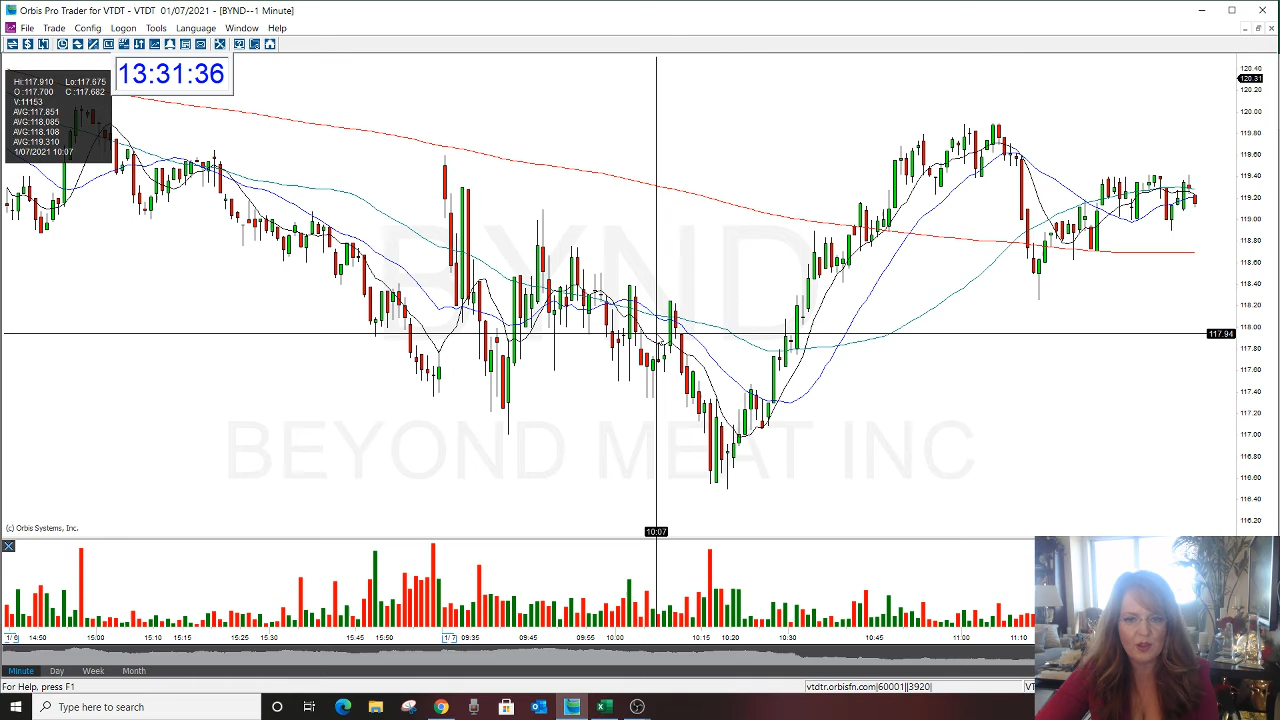 Orbis Pro Trader for VTDT - VTDT 01/07/2021 - [BYND--1 Minute]
File Trade Config Logon Tools Language Window Help
13:31:36
Hi:117.910 Lo:117.675
O :117.700 C :117.682
V:11153
AVG:117.851
AVG:118.085
AVG:118.108
AVG:119.310
1/07/2021 10:07
BYND
BEYOND MEAT INC
120.40
120.31
120.20
120.00
119.80
119.60
119.40
119.20
119.00
118.80
118.60
118.40
118.20
118.00
117.94
117.80
117.60
117.40
117.20
117.00
116.80
116.60
116.40
116.20
(c) Orbis Systems, Inc.
10:07
1/6 14:50 15:00 15:10 15:25 15:30 15:45 15:50 1/7 09:35 09:45 09:55 10:00 10:10 10:20 10:30 10:45 11:00 11:10
Minute Day Week Month
For Help, press F1
vtdtr.orbisfn.com|60001||3920|
VT
Type here to search